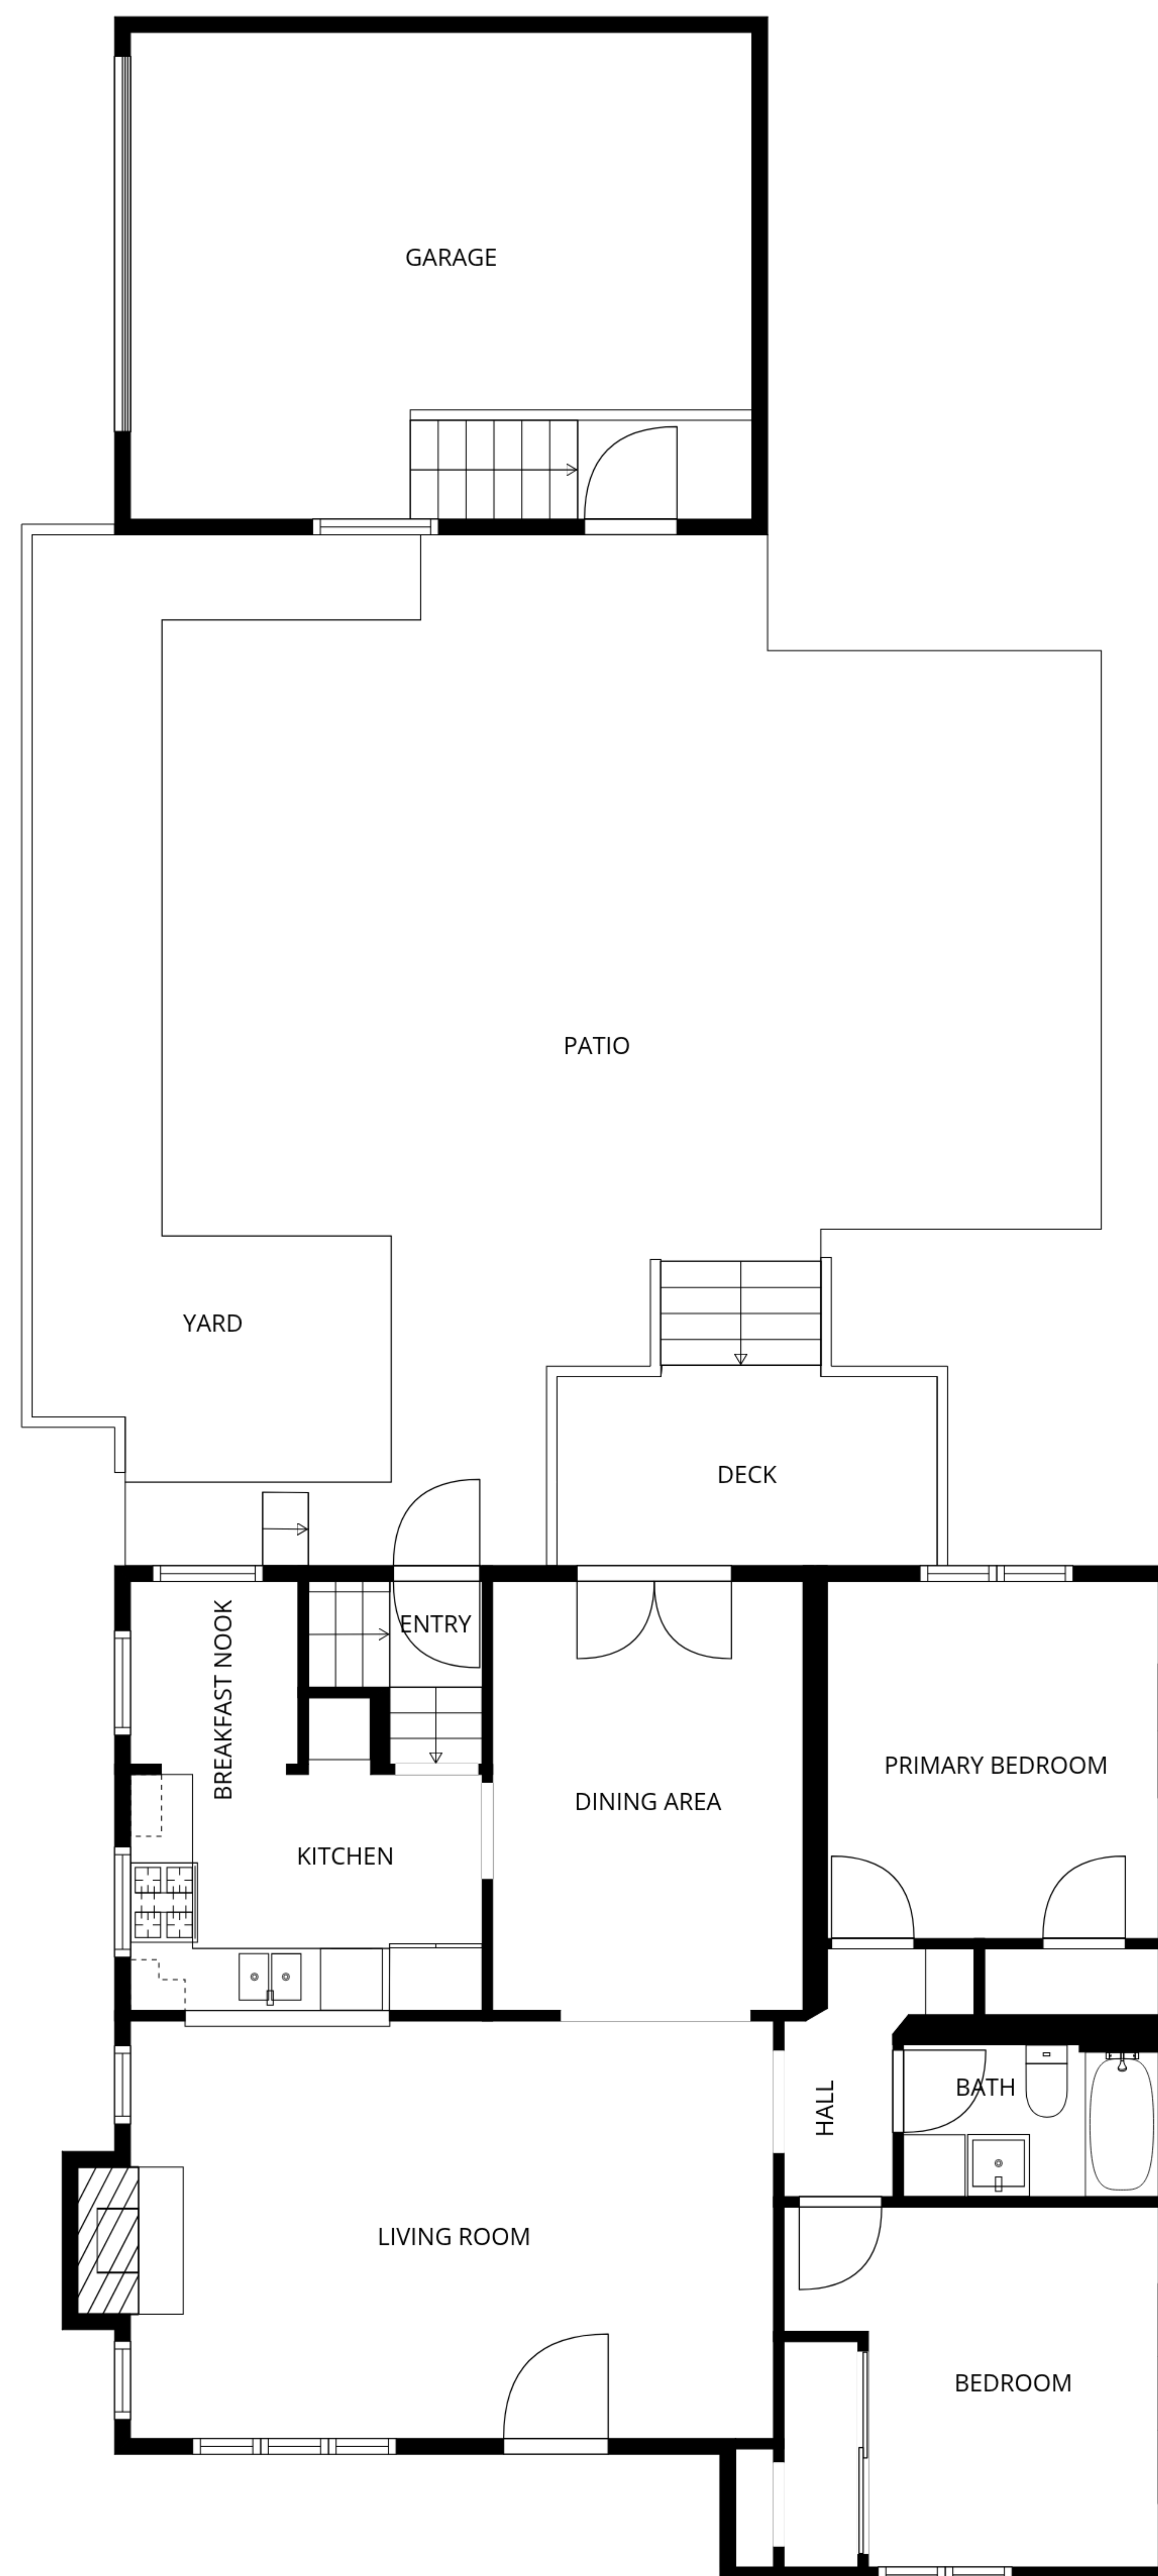 GARAGE
PATIO
YARD
DECK
ENTRY
BREAKFAST NOOK
PRIMARY BEDROOM
DINING AREA
KITCHEN
BATH
HALL
LIVING ROOM
BEDROOM